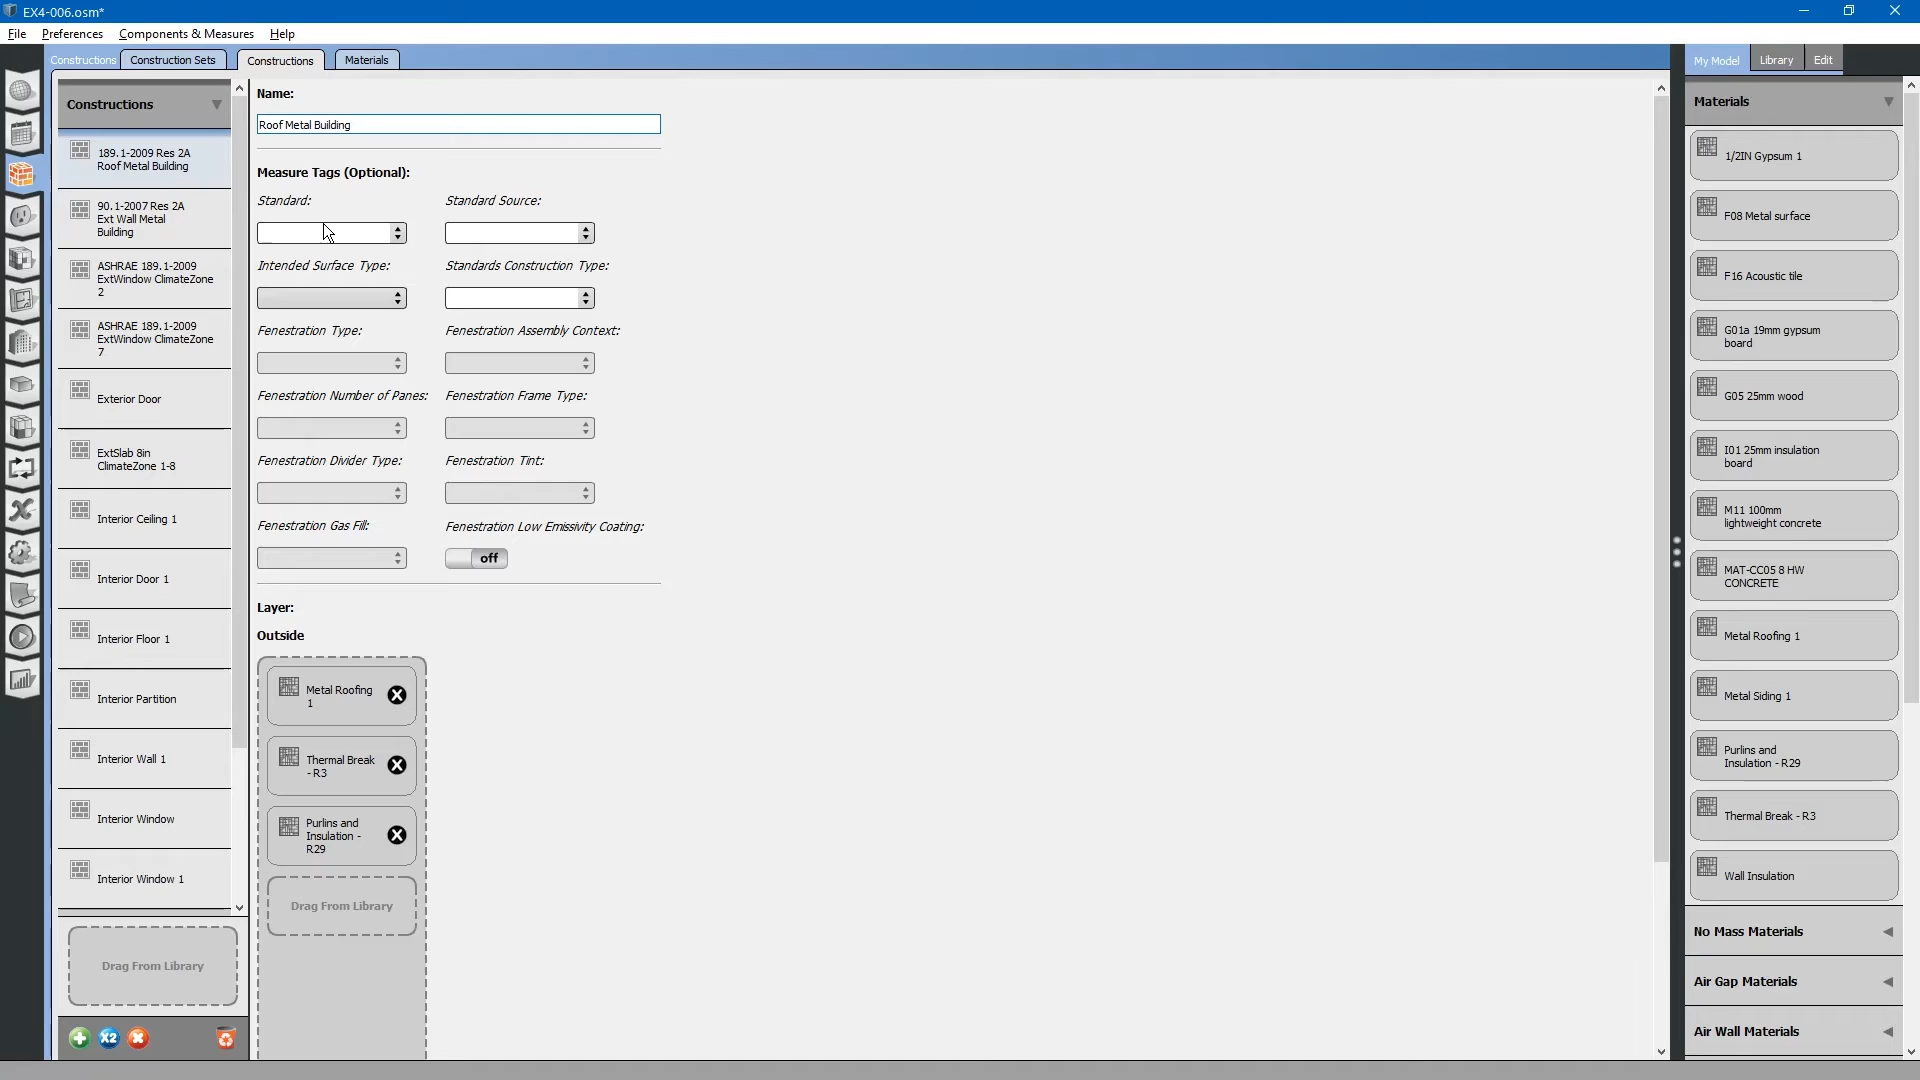 EX4-006.osm*
File Preferences Components & Measures Help
Constructions Construction Sets Constructions Materials
My Model Library Edit
Constructions
189.1-2009 Res 2A
Roof Metal Building
90.1-2007 Res 2A
Ext Wall Metal
Building
ASHRAE 189.1-2009
ExtWindow ClimateZone
2
ASHRAE 189.1-2009
ExtWindow ClimateZone
7
Exterior Door
ExtSlab 8in
ClimateZone 1-8
Interior Ceiling 1
Interior Door 1
Interior Floor 1
Interior Partition
Interior Wall 1
Interior Window
Interior Window 1
Drag From Library
X2
Name:
Roof Metal Building
Measure Tags (Optional):
Standard: Standard Source:
Intended Surface Type: Standards Construction Type:
Fenestration Type: Fenestration Assembly Context:
Fenestration Number of Panes: Fenestration Frame Type:
Fenestration Divider Type: Fenestration Tint:
Fenestration Gas Fill: Fenestration Low Emissivity Coating:
off
Layer:
Outside
Metal Roofing
1
Thermal Break
- R3
Purlins and
Insulation -
R29
Drag From Library
Materials
1/2IN Gypsum 1
F08 Metal surface
F16 Acoustic tile
G01a 19mm gypsum
board
G05 25mm wood
I01 25mm insulation
board
M11 100mm
lightweight concrete
MAT-CC05 8 HW
CONCRETE
Metal Roofing 1
Metal Siding 1
Purlins and
Insulation - R29
Thermal Break - R3
Wall Insulation
No Mass Materials
Air Gap Materials
Air Wall Materials